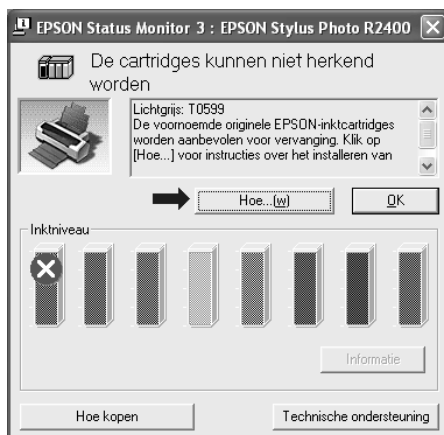 EPSON Status Monitor 3 : EPSON Stylus Photo R2400
De cartridges kunnen niet herkend
worden
Lichtgrijs: T0599
De voornoemde originele EPSON-inktcartridges
worden aanbevolen voor vervanging. Klik op
[Hoe...] voor instructies over het installeren van
Hoe...(w)
OK
Inktniveau
Informatie
Hoe kopen
Technische ondersteuning